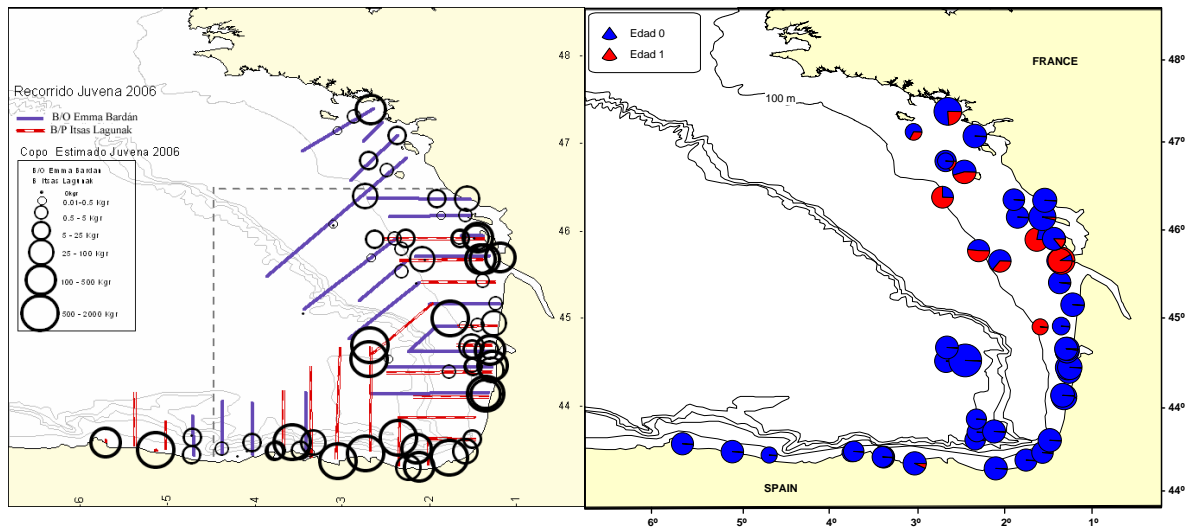 Recorrido Juvena 2006
B/O Emma Bardán
B/P Itsas Lagunak
Copo Estimado Juvena 2006
B/O Emma Bardán
B Itsas Lagunak
0kgr
0.01-0.5 Kgr
0.5 - 5 Kgr
5 - 25 Kgr
25 - 100 Kgr
100 - 500 Kgr
500 - 2000 Kgr
48
47
46
45
44
-6
-5
-4
-3
-2
-1
Edad 0
Edad 1
FRANCE
100 m
SPAIN
48º
47º
46º
45º
44º
44º
6º
5º
4º
3º
2º
1º